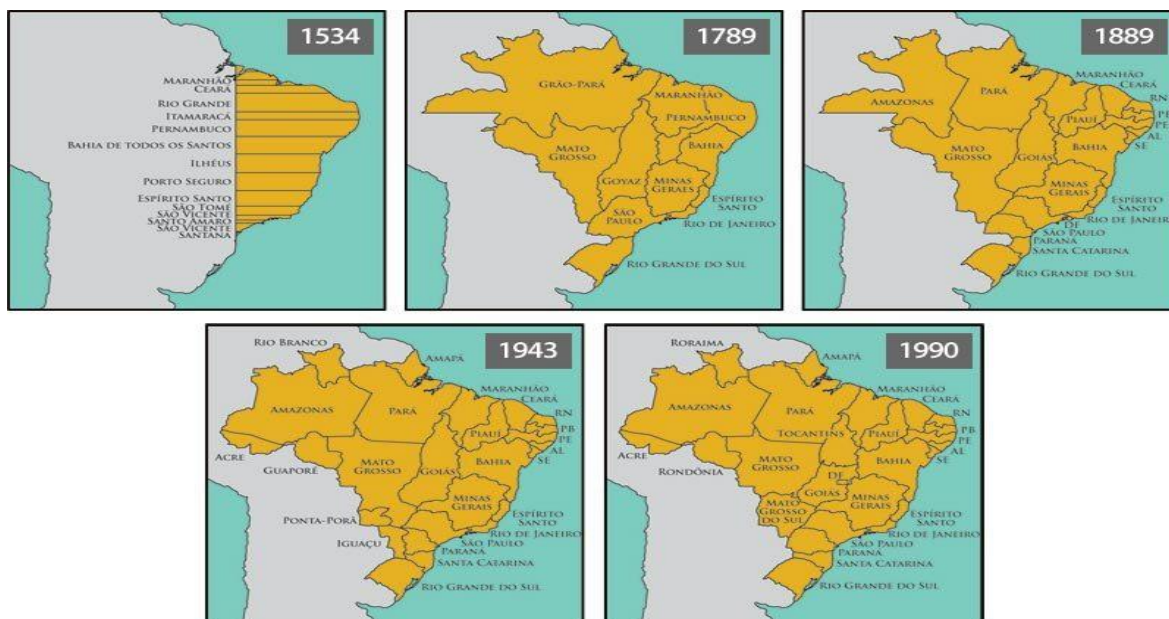 1534
MARANHÃO
CEARÁ
RIO GRANDE
ITAMARACÁ
PERNAMBUCO
BAHIA DE TODOS OS SANTOS
ILHÉUS
PORTO SEGURO
ESPÍRITO SANTO
SÃO TOMÉ
SÃO VICENTE
SANTO AMARO
SÃO VICENTE
SANTANA
1789
GRÃO-PARÁ
MARANHÃO
PERNAMBUCO
MATO
GROSSO
BAHIA
GOYAZ
MINAS
GERAIS
ESPÍRITO
SANTO
SÃO
PAULO
RIO DE JANEIRO
RIO GRANDE DO SUL
1889
MARANHÃO
CEARÁ
RN
AMAZONAS
PARÁ
PIAUÍ
PB
PE
AL
SE
MATO
GROSSO
GOIÁS
BAHIA
MINAS
GERAIS
ESPÍRITO
SANTO
RIO DE JANEIRO
DF
SÃO PAULO
PARANÁ
SANTA CATARINA
RIO GRANDE DO SUL
1943
RIO BRANCO
AMAPÁ
MARANHÃO
CEARÁ
RN
AMAZONAS
PARÁ
PIAUÍ
PB
PE
AL
SE
ACRE
GUAPORÉ
MATO
GROSSO
GOIÁS
BAHIA
MINAS
GERAIS
PONTA-PORÃ
IGUAÇU
ESPÍRITO
SANTO
RIO DE JANEIRO
SÃO PAULO
PARANÁ
SANTA CATARINA
RIO GRANDE DO SUL
1990
RORAIMA
AMAPÁ
MARANHÃO
CEARÁ
RN
AMAZONAS
PARÁ
TOCANTINS
PIAUÍ
PB
PE
AL
SE
ACRE
RONDÔNIA
MATO
GROSSO
BAHIA
DF
GOIÁS
MINAS
GERAIS
MATO
GROSSO
DO SUL
ESPÍRITO
SANTO
RIO DE JANEIRO
SÃO PAULO
PARANÁ
SANTA CATARINA
RIO GRANDE DO SUL